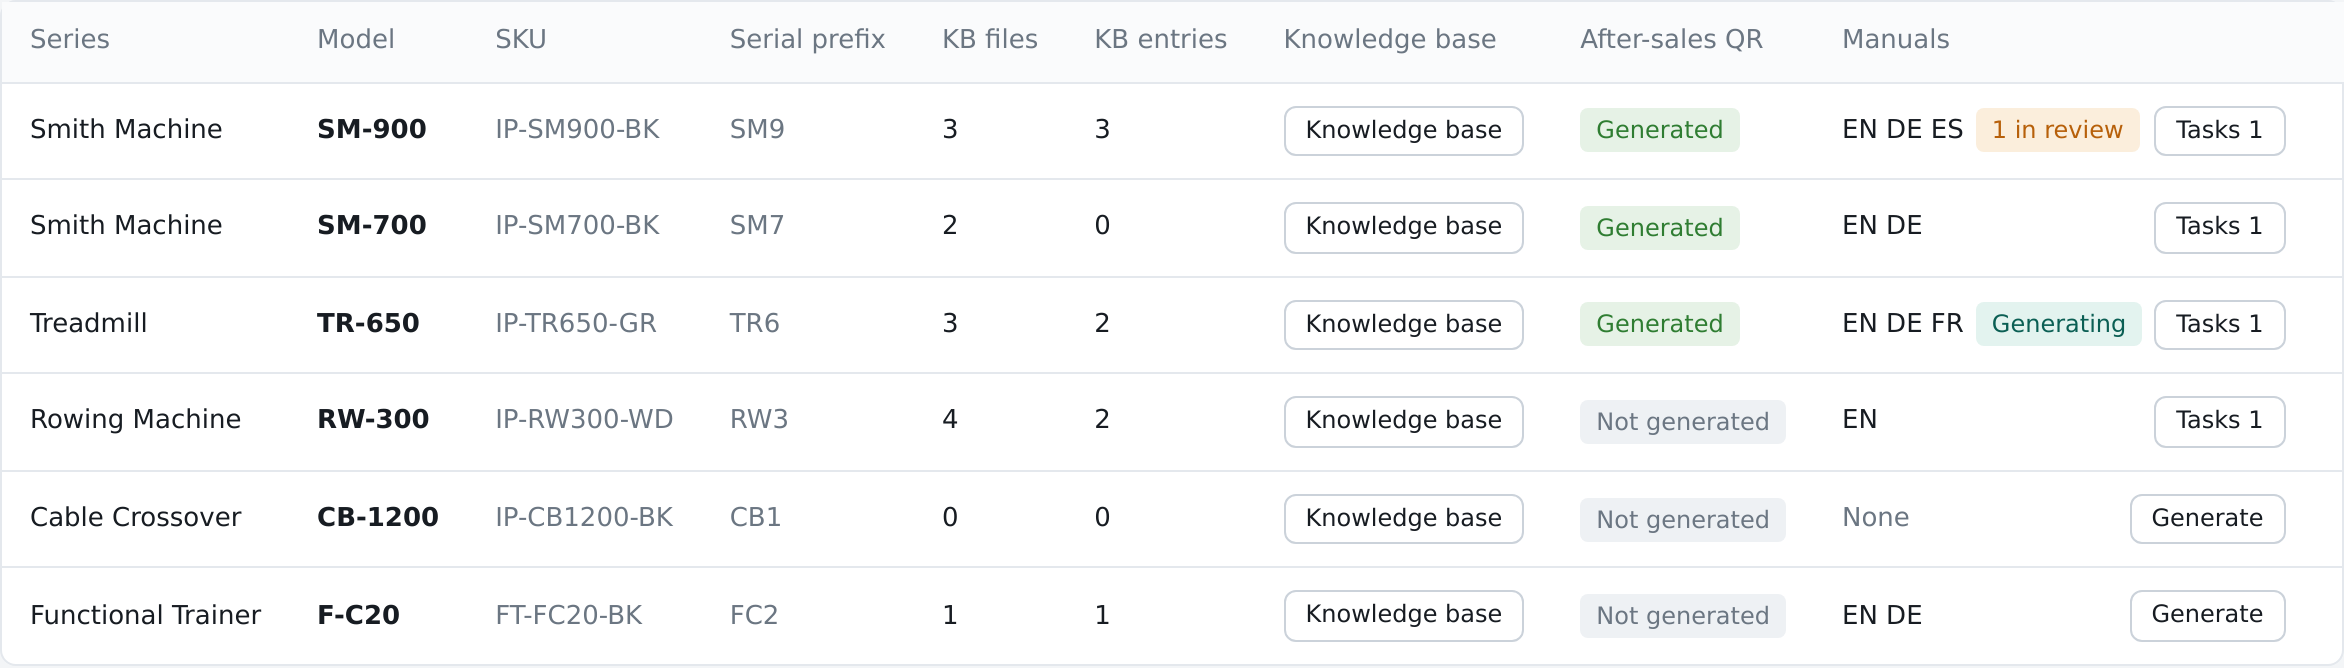 Series Model SKU Serial prefix KB files KB entries Knowledge base After-sales QR Manuals
Smith Machine SM-900 IP-SM900-BK SM9 3 3 Knowledge base Generated EN DE ES 1 in review Tasks 1
Smith Machine SM-700 IP-SM700-BK SM7 2 0 Knowledge base Generated EN DE Tasks 1
Treadmill TR-650 IP-TR650-GR TR6 3 2 Knowledge base Generated EN DE FR Generating Tasks 1
Rowing Machine RW-300 IP-RW300-WD RW3 4 2 Knowledge base Not generated EN Tasks 1
Cable Crossover CB-1200 IP-CB1200-BK CB1 0 0 Knowledge base Not generated None Generate
Functional Trainer F-C20 FT-FC20-BK FC2 1 1 Knowledge base Not generated EN DE Generate